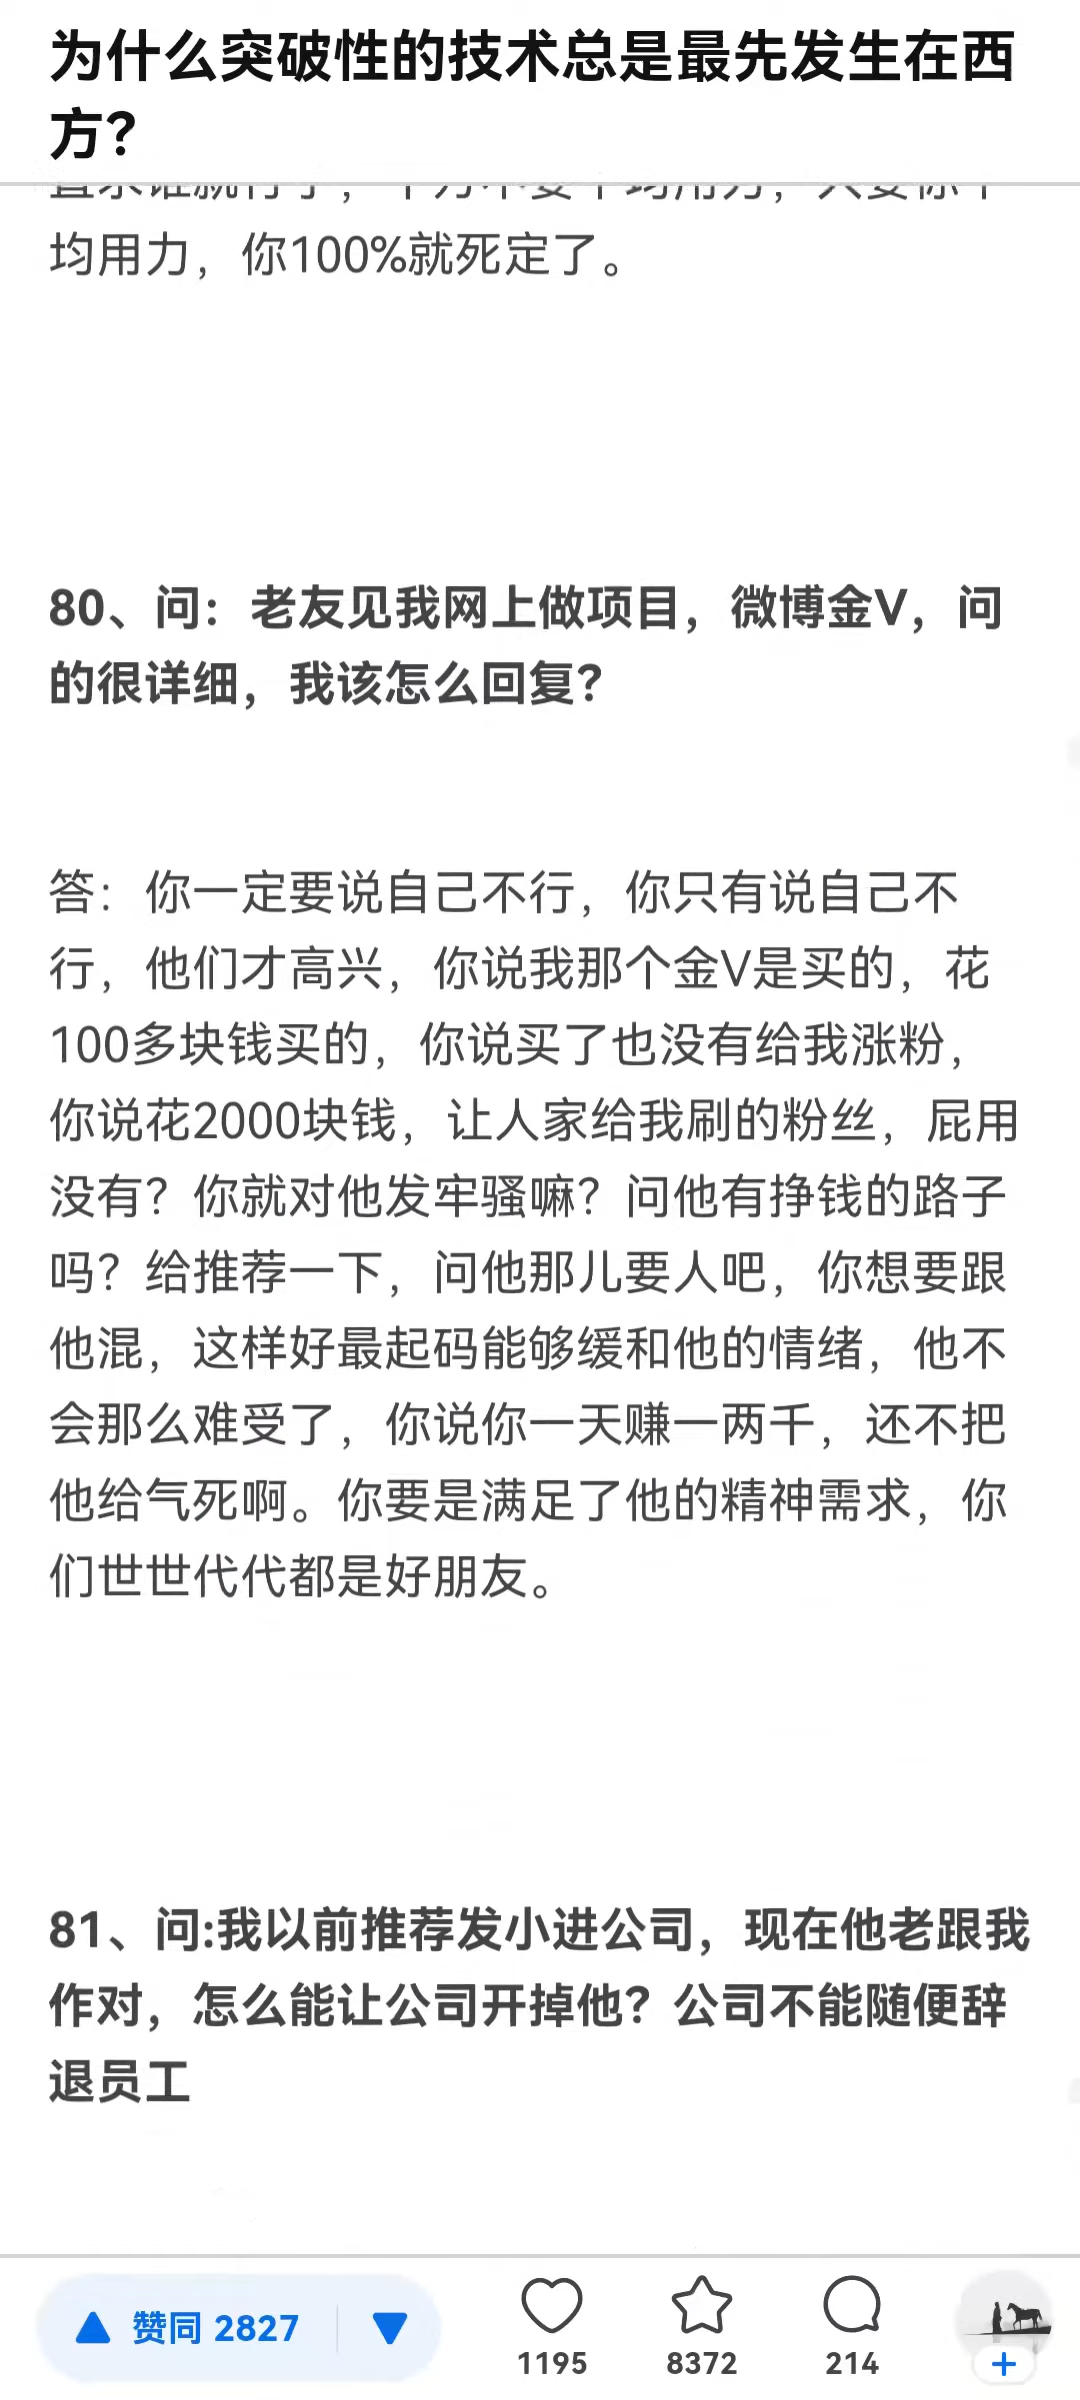 为什么突破性的技术总是最先发生在西
方？
均用力，你100%就死定了。
80、问：老友见我网上做项目，微博金V，问
的很详细，我该怎么回复？
答：你一定要说自己不行，你只有说自己不
行，他们才高兴，你说我那个金V是买的，花
100多块钱买的，你说买了也没有给我涨粉，
你说花2000块钱，让人家给我刷的粉丝，屁用
没有？你就对他发牢骚嘛？问他有挣钱的路子
吗？给推荐一下，问他那儿要人吧，你想要跟
他混，这样好最起码能够缓和他的情绪，他不
会那么难受了，你说你一天赚一两千，还不把
他给气死啊。你要是满足了他的精神需求，你
们世世代代都是好朋友。
81、问:我以前推荐发小进公司，现在他老跟我
作对，怎么能让公司开掉他？公司不能随便辞
退员工
赞同 2827
1195
8372
214